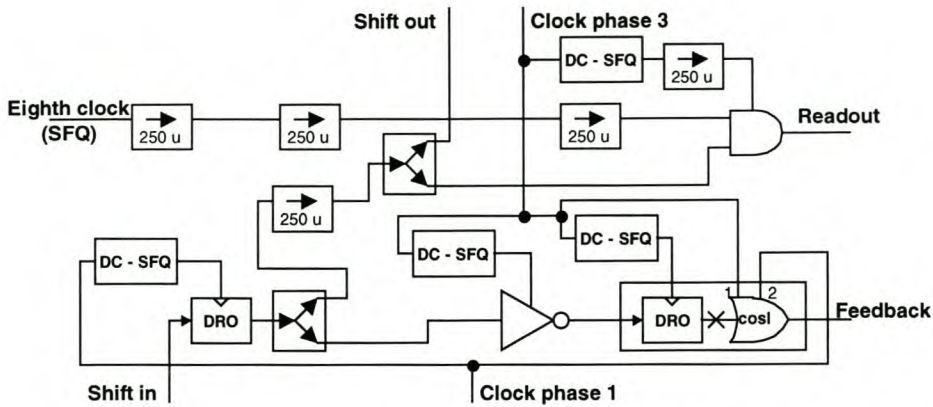 Shift out
Clock phase 3
DC - SFQ
250 u
Eighth clock
(SFQ)
250 u
250 u
250 u
Readout
250 u
DC - SFQ
DC - SFQ
DC - SFQ
DRO
DRO
1
2
cosl
Feedback
Shift in
Clock phase 1